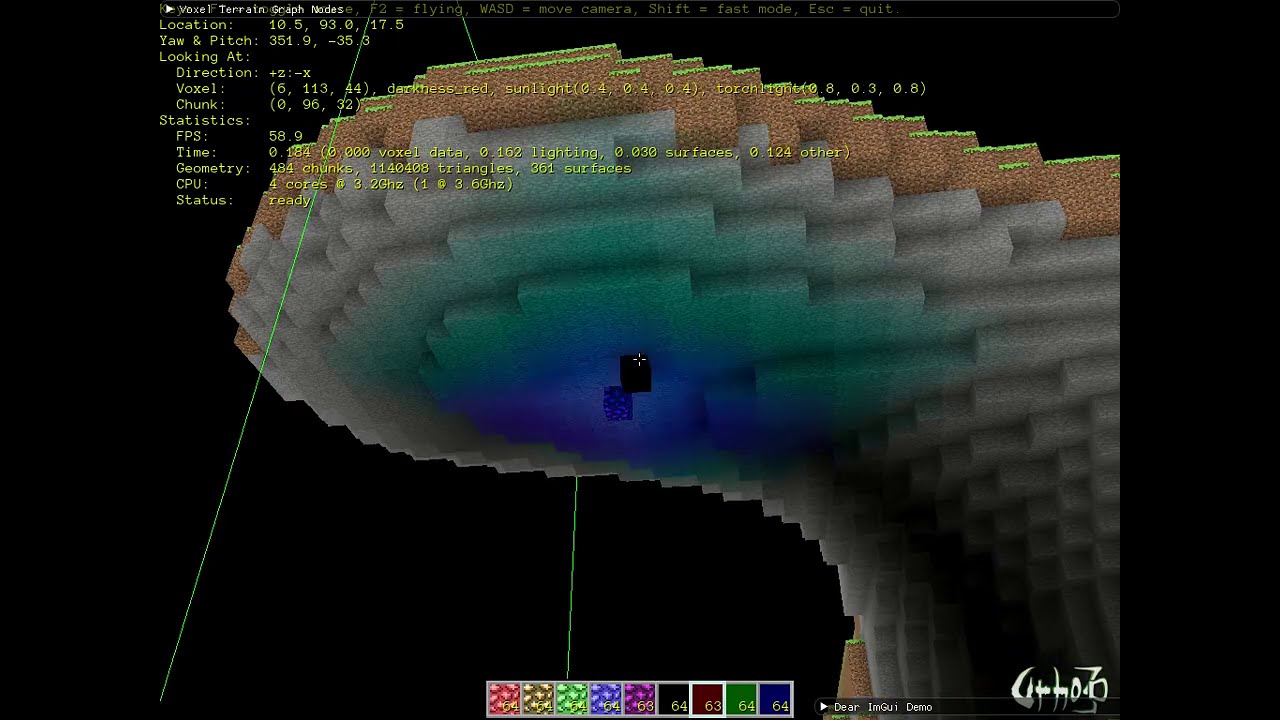 Voxel Terrain Graph Nodes
e, F2 = flying, WASD = move camera, Shift = fast mode, Esc = quit.
Location: 10.5, 93.0, 17.5
Yaw & Pitch: 351.9, -35.3
Looking At:
Direction: +z:-x
Voxel: (6, 113, 44), darkness_red, sunlight(0.4, 0.4, 0.4), torchlight(0.8, 0.3, 0.8)
Chunk: (0, 96, 32)
Statistics:
FPS: 58.9
Time: 0.184 (0.000 voxel data, 0.162 lighting, 0.030 surfaces, 0.124 other)
Geometry: 484 chunks, 1140408 triangles, 361 surfaces
CPU: 4 cores @ 3.2Ghz (1 @ 3.6Ghz)
Status: ready
64 64 64 64 63 64 63 64 64
Dear ImGui Demo